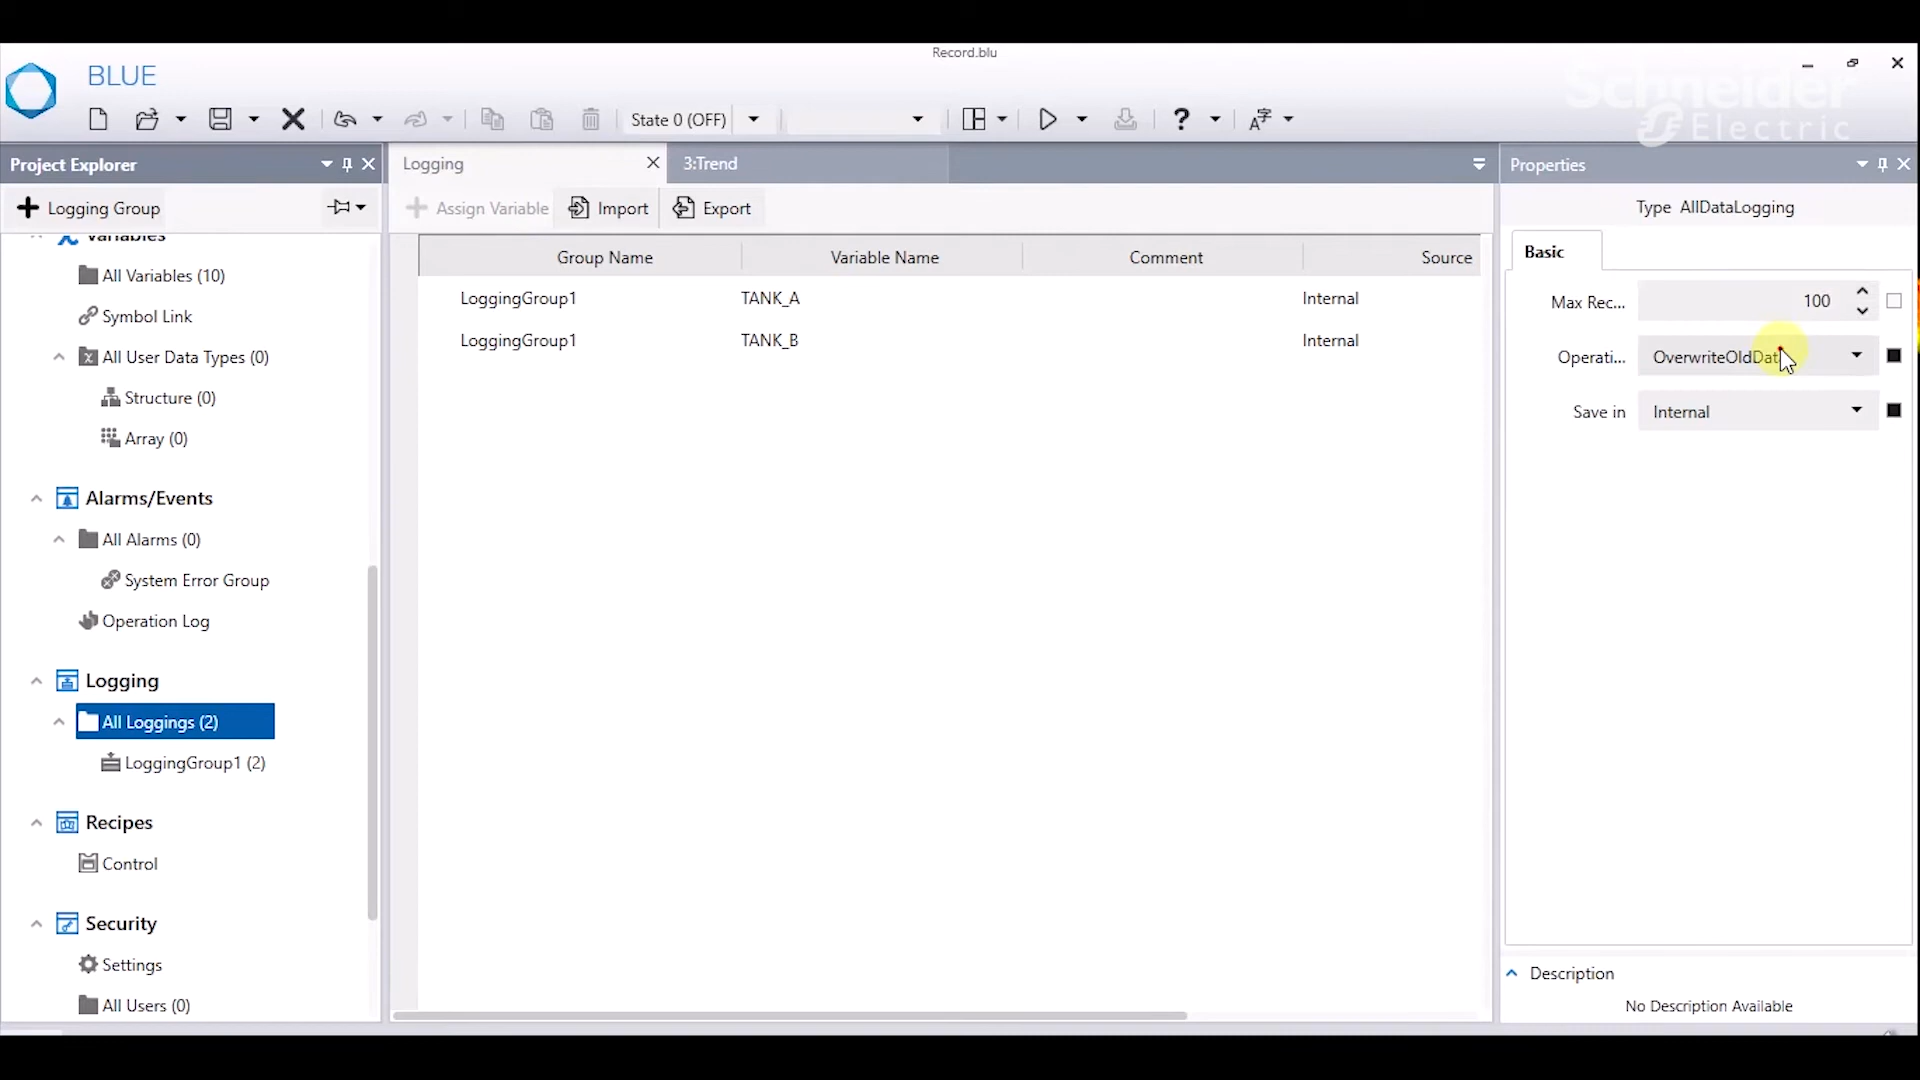 Record.blu
BLUE
Schneider
Electric
State 0 (OFF)
Project Explorer
Logging
3:Trend
Properties
Logging Group
Assign Variable
Import
Export
Type AllDataLogging
Variables
All Variables (10)
Symbol Link
All User Data Types (0)
Structure (0)
Array (0)
Alarms/Events
All Alarms (0)
System Error Group
Operation Log
Logging
All Loggings (2)
LoggingGroup1 (2)
Recipes
Control
Security
Settings
All Users (0)
Group Name Variable Name Comment Source
LoggingGroup1 TANK_A Internal
LoggingGroup1 TANK_B Internal
Basic
Max Rec... 100
Operati... OverwriteOldDat
Save in Internal
Description
No Description Available